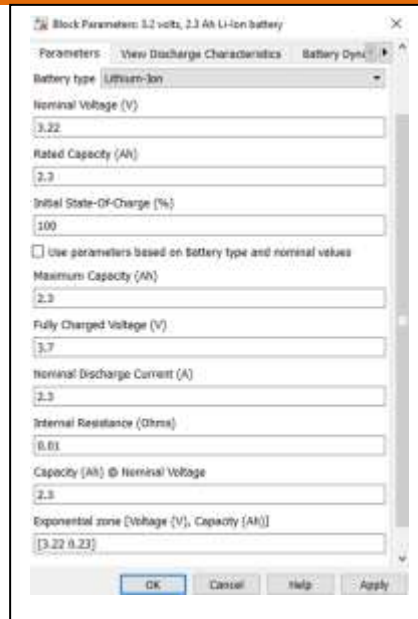 Block Parameters: 3.2 volts, 2.3 Ah Li-Ion battery
Parameters View Discharge Characteristics Battery Dyna
Battery type Lithium-Ion
Nominal Voltage (V)
3.22
Rated Capacity (Ah)
2.3
Initial State-Of-Charge (%)
100
Use parameters based on Battery type and nominal values
Maximum Capacity (Ah)
2.3
Fully Charged Voltage (V)
3.7
Nominal Discharge Current (A)
2.3
Internal Resistance (Ohms)
0.01
Capacity (Ah) @ Nominal Voltage
2.3
Exponential zone [Voltage (V), Capacity (Ah)]
[3.22 0.23]
OK Cancel Help Apply